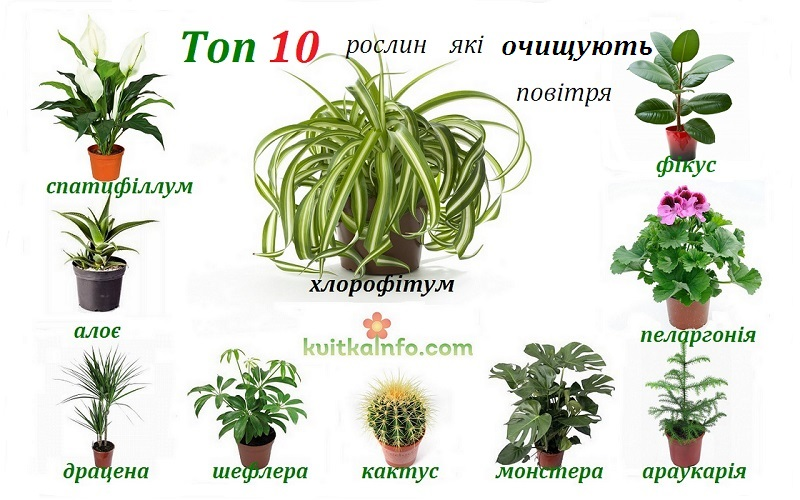 Топ 10 рослин які очищують
повітря
спатифіллум
фікус
хлорофітум
алоє
пеларгонія
kvitkaInfo.com
драцена
шефлера
кактус
монстера
араукарія